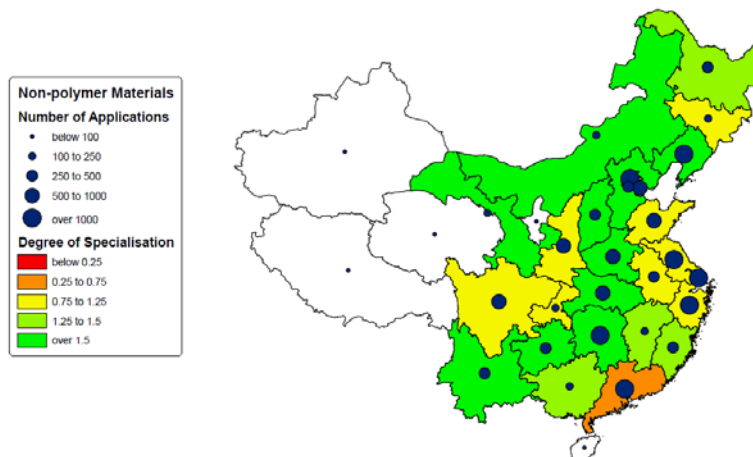 Non-polymer Materials
Number of Applications
below 100
100 to 250
250 to 500
500 to 1000
over 1000
Degree of Specialisation
below 0.25
0.25 to 0.75
0.75 to 1.25
1.25 to 1.5
over 1.5